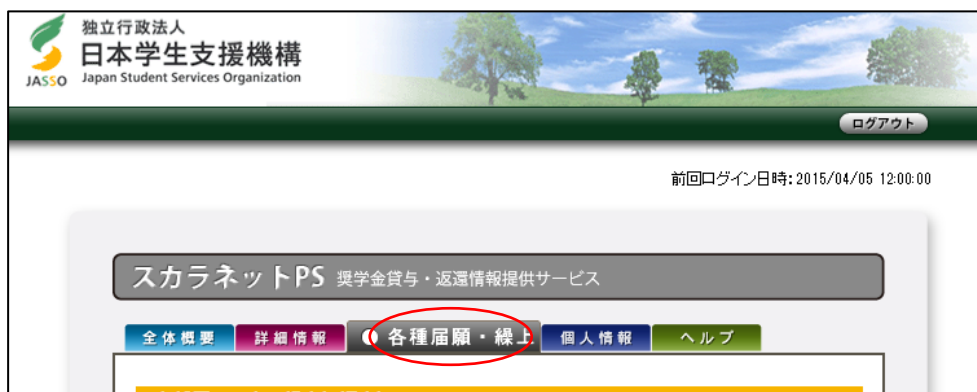 独立行政法人
日本学生支援機構
JASSO Japan Student Services Organization
ログアウト
前回ログイン日時：2015/04/05 12:00:00
スカラネットPS 奨学金貸与・返還情報提供サービス
全体概要 詳細情報 各種届願・繰上 個人情報 ヘルプ